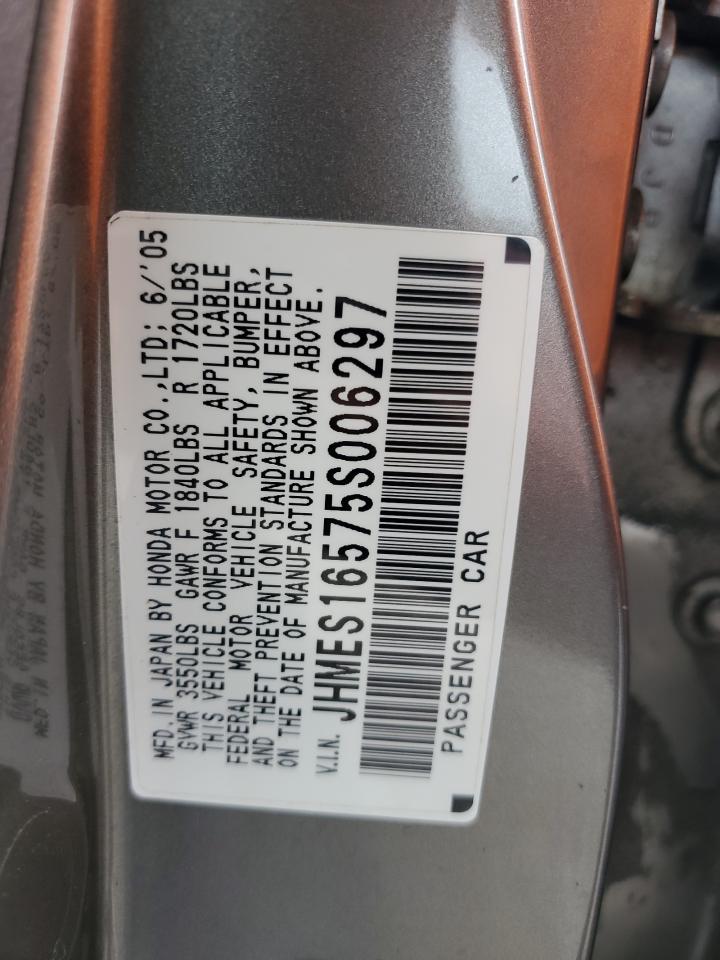 MFD. IN JAPAN BY HONDA MOTOR CO.,LTD; 6/'05
GVWR 3550LBS GAWR F 1840LBS R 1720LBS
THIS VEHICLE CONFORMS TO ALL APPLICABLE
FEDERAL MOTOR VEHICLE SAFETY, BUMPER,
AND THEFT PREVENTION STANDARDS IN EFFECT
ON THE DATE OF MANUFACTURE SHOWN ABOVE.
V.I.N. JHMES16575S006297
PASSENGER CAR